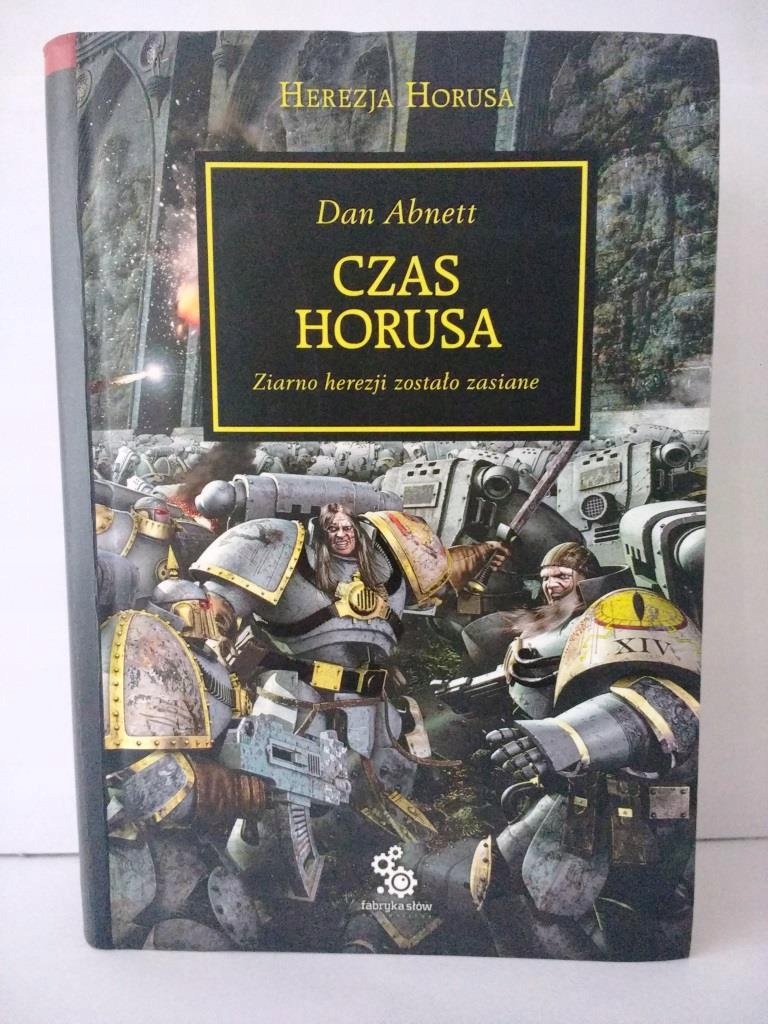 HEREZJA HORUSA
Dan Abnett
CZAS
HORUSA
Ziarno herezji zostało zasiane
XIV
fabryka słów